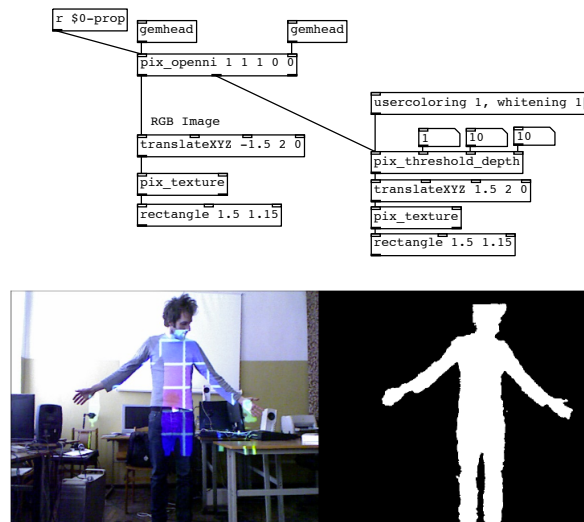 r $0-prop
gemhead
gemhead
pix_openni 1 1 1 0 0
usercoloring 1, whitening 1
RGB Image
1
10
10
translateXYZ -1.5 2 0
pix_threshold_depth
pix_texture
translateXYZ 1.5 2 0
rectangle 1.5 1.15
pix_texture
rectangle 1.5 1.15